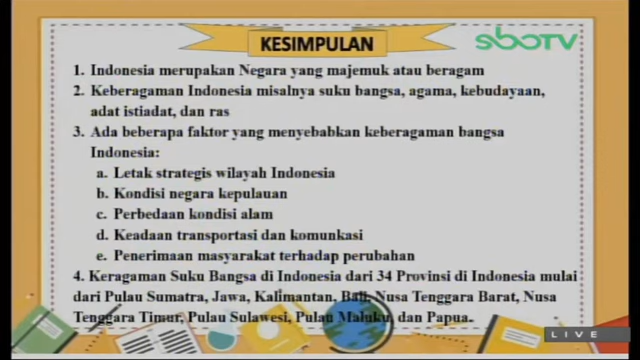 KESIMPULAN
sboTV
1. Indonesia merupakan Negara yang majemuk atau beragam
2. Keberagaman Indonesia misalnya suku bangsa, agama, kebudayaan,
adat istiadat, dan ras
3. Ada beberapa faktor yang menyebabkan keberagaman bangsa
Indonesia:
a. Letak strategis wilayah Indonesia
b. Kondisi negara kepulauan
c. Perbedaan kondisi alam
d. Keadaan transportasi dan komunkasi
e. Penerimaan masyarakat terhadap perubahan
4. Keragaman Suku Bangsa di Indonesia dari 34 Provinsi di Indonesia mulai
dari Pulau Sumatra, Jawa, Kalimantan, Bali, Nusa Tenggara Barat, Nusa
Tenggara Timur, Pulau Sulawesi, Pulau Maluku, dan Papua.
LIVE